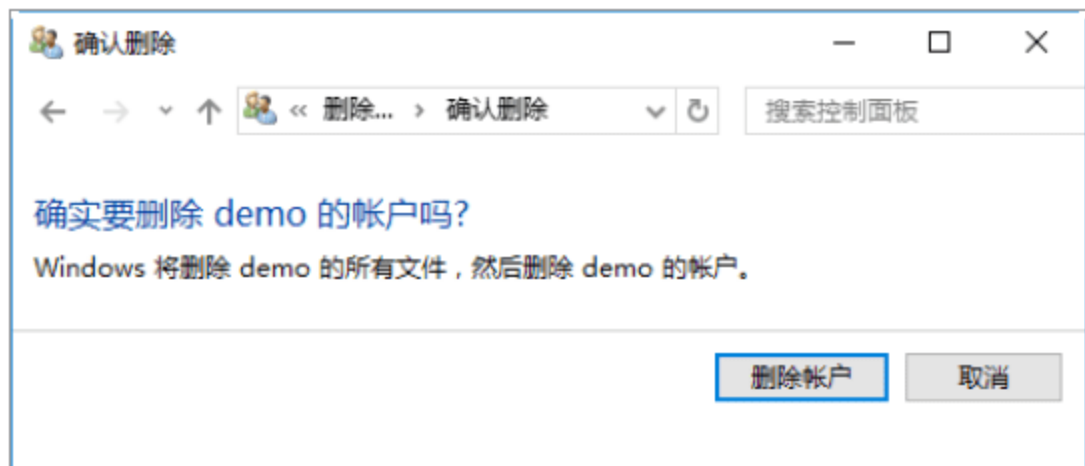 确认删除
« 删除... › 确认删除
搜索控制面板
确实要删除 demo 的帐户吗?
Windows 将删除 demo 的所有文件，然后删除 demo 的帐户。
删除帐户 取消